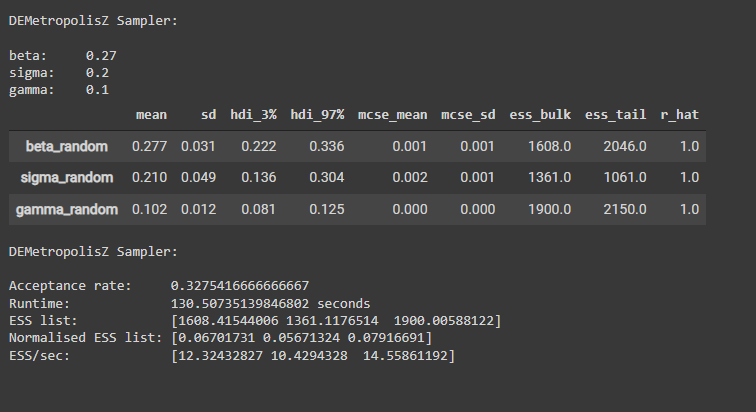 DEMetropolisZ Sampler:
beta: 0.27
sigma: 0.2
gamma: 0.1
mean sd hdi_3% hdi_97% mcse_mean mcse_sd ess_bulk ess_tail r_hat
beta_random 0.277 0.031 0.222 0.336 0.001 0.001 1608.0 2046.0 1.0
sigma_random 0.210 0.049 0.136 0.304 0.002 0.001 1361.0 1061.0 1.0
gamma_random 0.102 0.012 0.081 0.125 0.000 0.000 1900.0 2150.0 1.0
DEMetropolisZ Sampler:
Acceptance rate: 0.3275416666666667
Runtime: 130.50735139846802 seconds
ESS list: [1608.41544006 1361.1176514 1900.00588122]
Normalised ESS list: [0.06701731 0.05671324 0.07916691]
ESS/sec: [12.32432827 10.4294328 14.55861192]